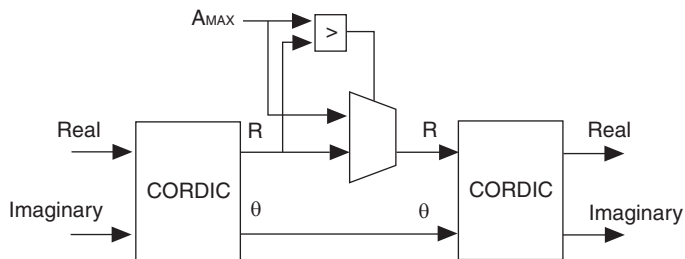 AMAX
>
Real
R
R
Real
CORDIC
CORDIC
Imaginary
θ
θ
Imaginary